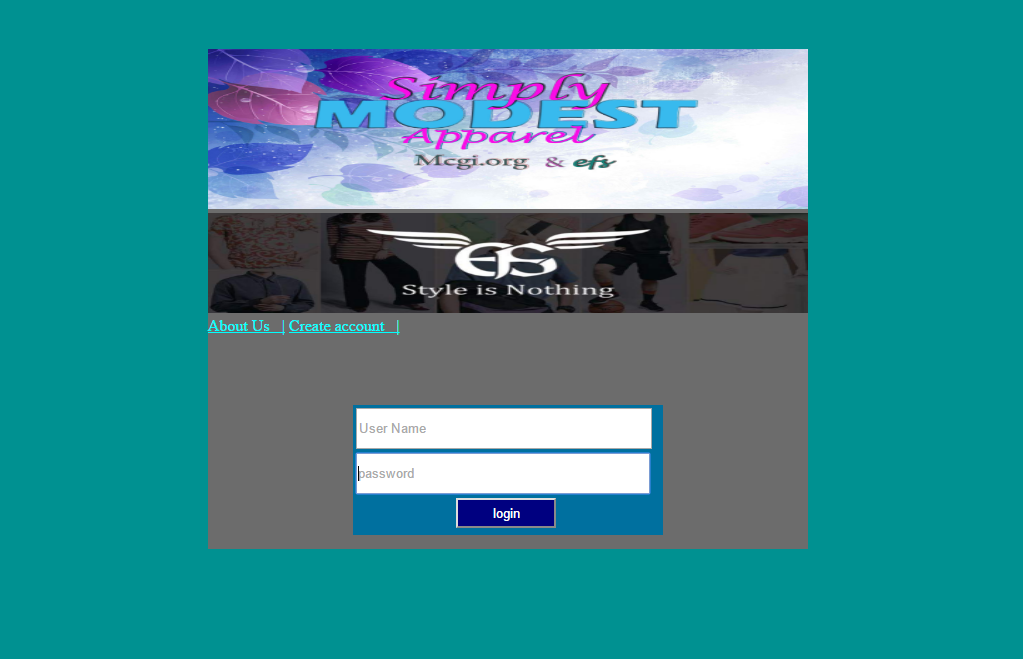 Simply
MODEST
Apparel
Mcgi.org & efs
EFS
Style is Nothing
About Us | Create account |
User Name
password
login